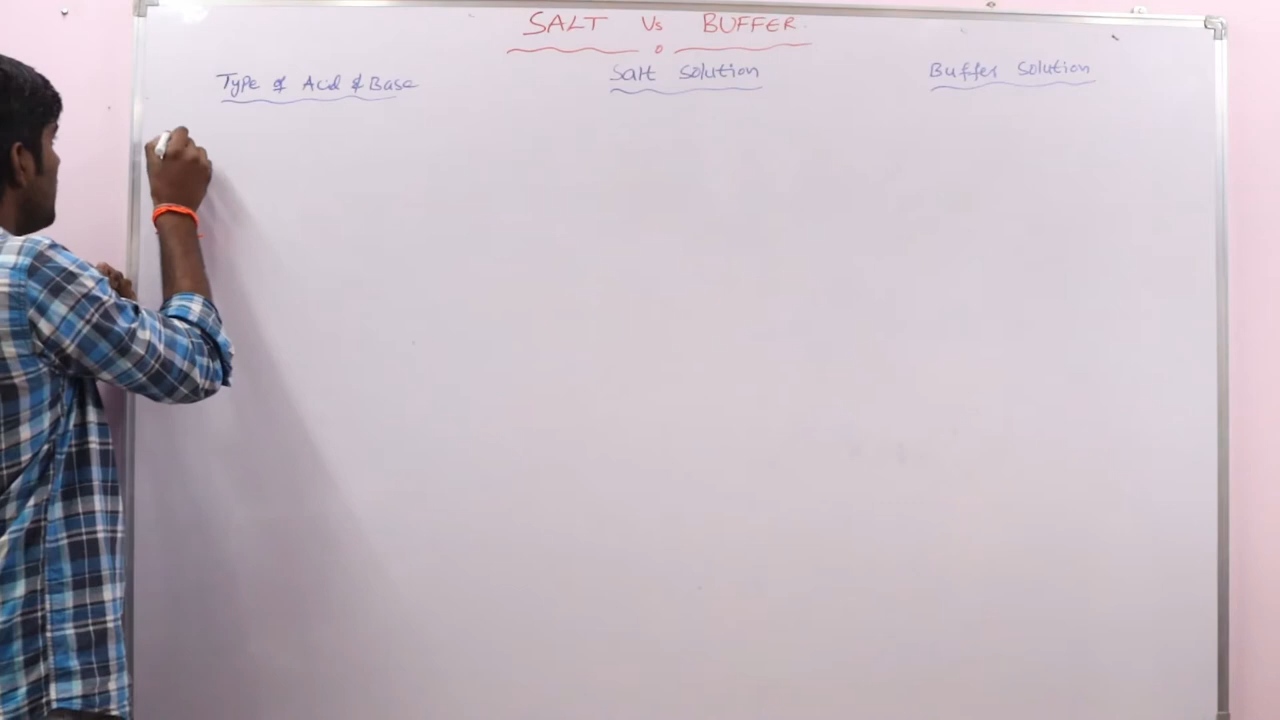 SALT Vs BUFFER.
Type of Acid & Base
Salt Solution
Buffer Solution